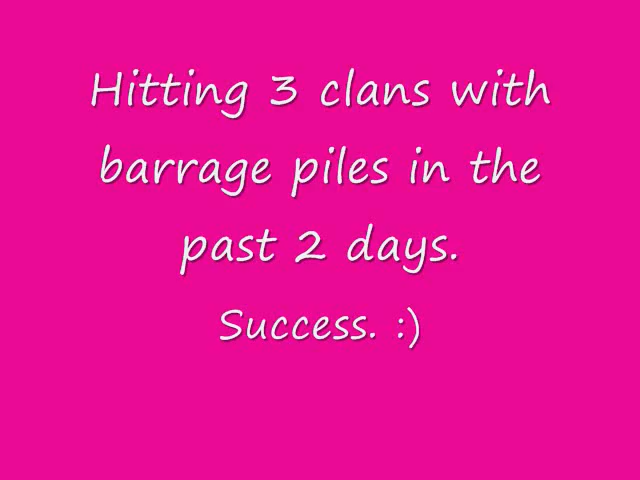 Hitting 3 clans with
barrage piles in the
past 2 days.
Success. :)